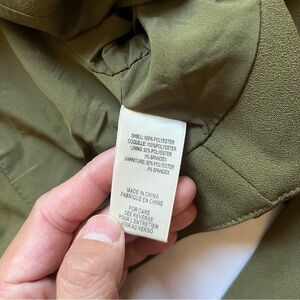 SHELL: 100% POLYESTER
COQUILLE: 100% POLYESTER
LINING: 92% POLYESTER
8% SPANDEX
GARNITURE: 92% POLYESTER
8% SPANDEX
MADE IN CHINA
FABRIQUÉ EN CHINE
FOR CARE
SEE REVERSE
POUR L'ENTRETIEN
VOIR AU VERSO